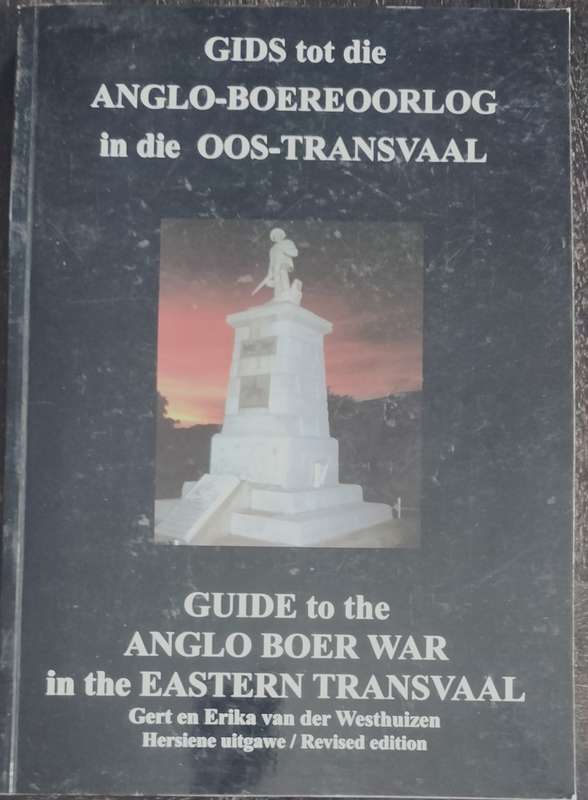 GIDS tot die
ANGLO-BOEREOORLOG
in die OOS-TRANSVAAL
GUIDE to the
ANGLO BOER WAR
in the EASTERN TRANSVAAL
Gert en Erika van der Westhuizen
Hersiene uitgawe / Revised edition